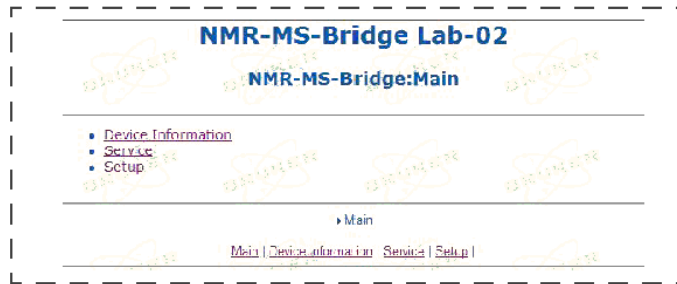 NMR-MS-Bridge Lab-02
NMR-MS-Bridge:Main
Device Information
Service
Setup
Main
Main | Device Information Service | Setup |